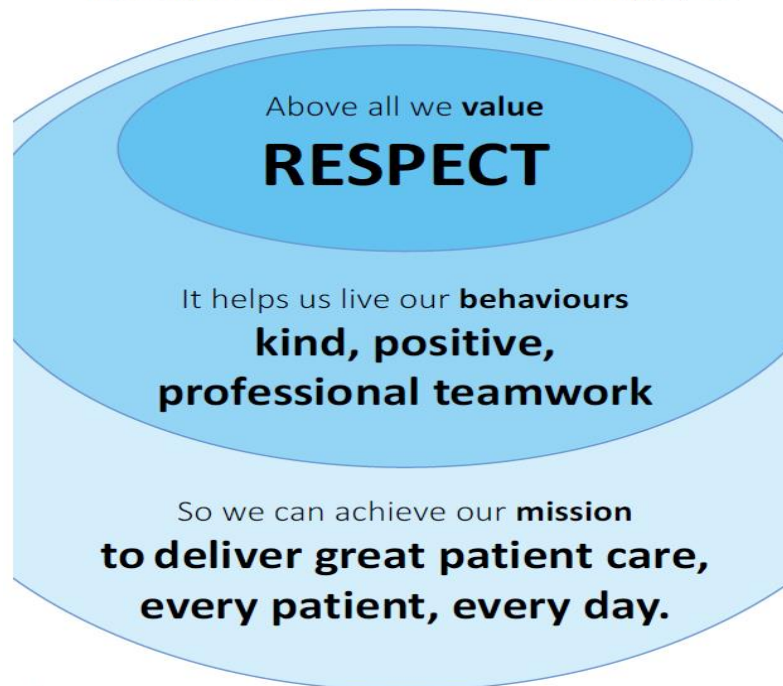 Above all we value
RESPECT
It helps us live our behaviours
kind, positive,
professional teamwork
So we can achieve our mission
to deliver great patient care,
every patient, every day.